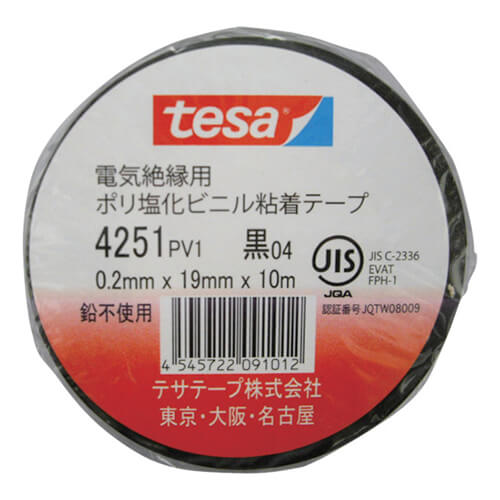 tesa
電気絶縁用
ポリ塩化ビニル粘着テープ
4251 PV1 黒04
0.2mm x 19mm x 10m
鉛不使用
JIS
JQA
JIS C-2336
EVAT
FPH-1
認証番号JQTW08009
4 545722 091012
テサテープ株式会社
東京・大阪・名古屋